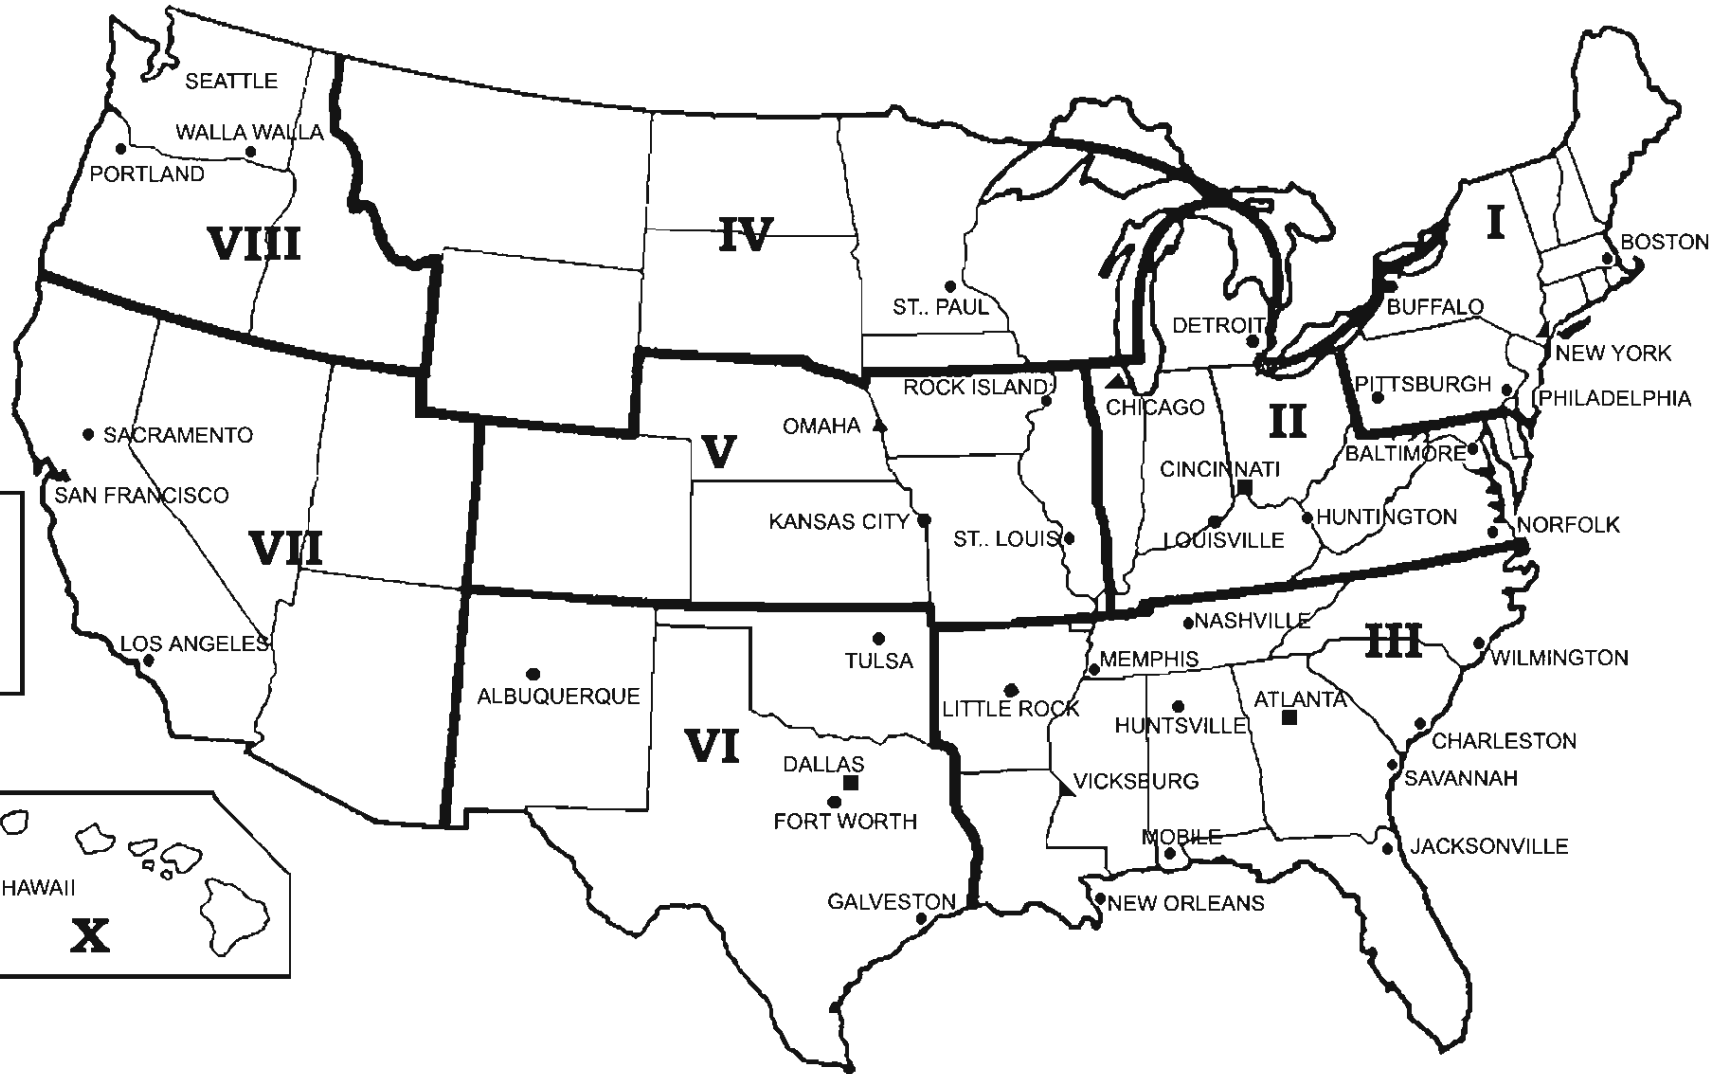 SEATTLE
WALLA WALLA
PORTLAND
VIII
IV
I
BOSTON
ST.. PAUL
BUFFALO
DETROIT
NEW YORK
ROCK ISLAND
PITTSBURGH
PHILADELPHIA
CHICAGO
II
OMAHA
SACRAMENTO
V
BALTIMORE
CINCINNATI
SAN FRANCISCO
KANSAS CITY
HUNTINGTON
NORFOLK
ST.. LOUIS
LOUISVILLE
VII
NASHVILLE
III
LOS ANGELES
TULSA
MEMPHIS
WILMINGTON
ALBUQUERQUE
LITTLE ROCK
ATLANTA
HUNTSVILLE
VI
CHARLESTON
DALLAS
VICKSBURG
SAVANNAH
FORT WORTH
MOBILE
JACKSONVILLE
HAWAII
GALVESTON
NEW ORLEANS
X